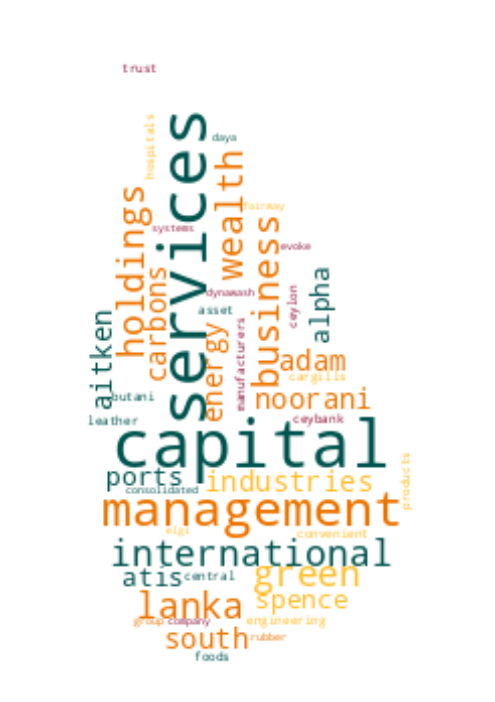 trust
services
daya
hospitals
wealth
holdings
fairway
systems
business
evoke
carbons
alpha
dynawash
ceylon
asset
aitken
manufacturers
energy
adam
cargills
butani
noorani
leather
ceybank
capital
ports
industries
products
consolidated
management
convenient
international
atis
central
green
lanka
spence
group
company
engineering
south
rubber
foods